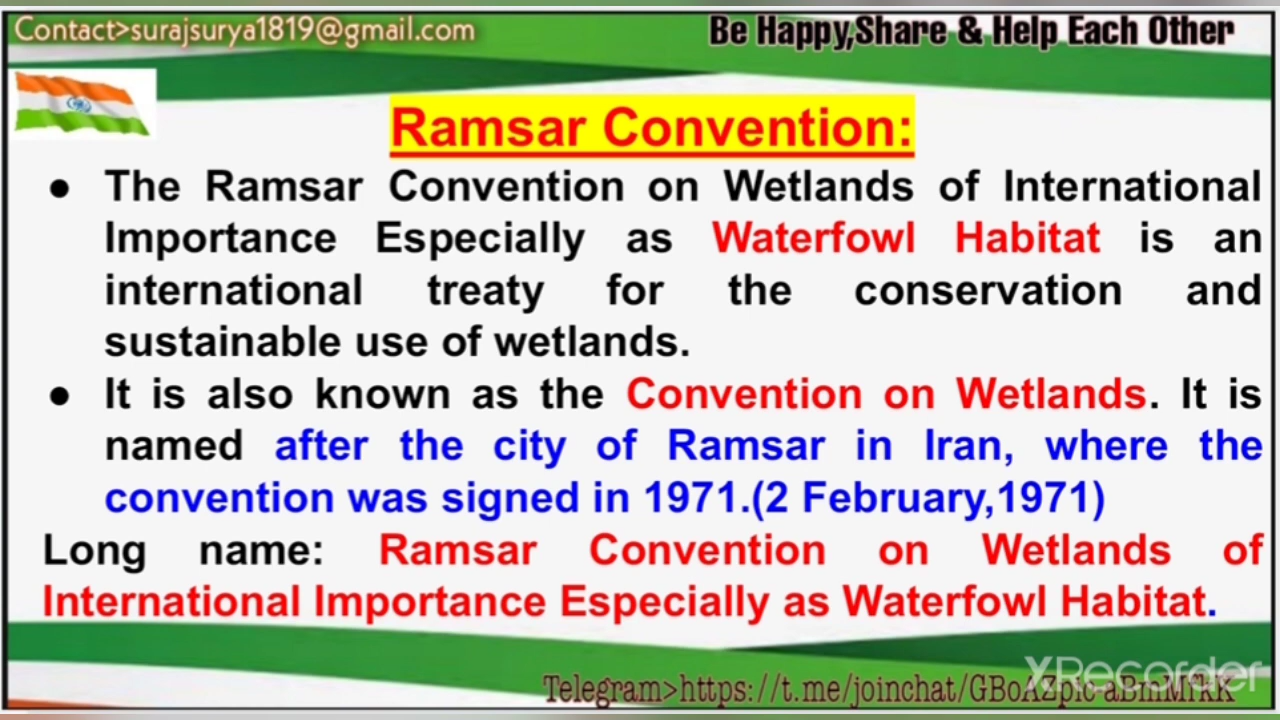 Contact>surajsurya1819@gmail.com
Be Happy,Share & Help Each Other
Ramsar Convention:
● The Ramsar Convention on Wetlands of International
Importance Especially as Waterfowl Habitat is an
international treaty for the conservation and
sustainable use of wetlands.
● It is also known as the Convention on Wetlands. It is
named after the city of Ramsar in Iran, where the
convention was signed in 1971.(2 February,1971)
Long name: Ramsar Convention on Wetlands of
International Importance Especially as Waterfowl Habitat.
XRecorder